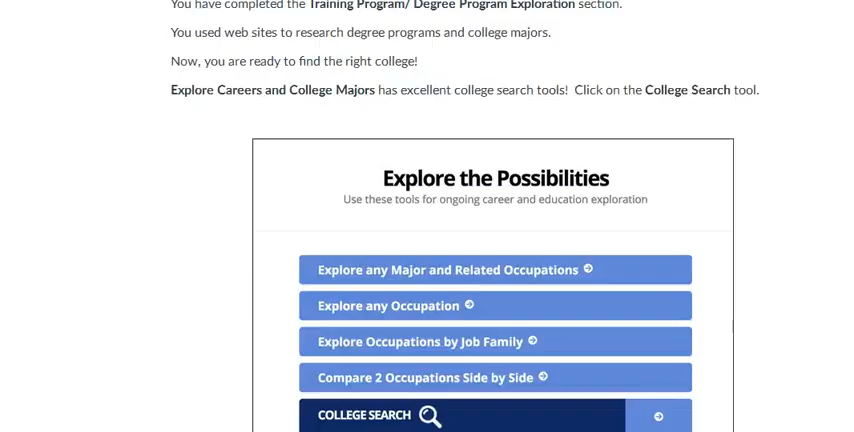 You have completed the Training Program/ Degree Program Exploration section.
You used web sites to research degree programs and college majors.
Now, you are ready to find the right college!
Explore Careers and College Majors has excellent college search tools!  Click on the College Search tool.
Explore the Possibilities
Use these tools for ongoing career and education exploration
Explore any Major and Related Occupations
Explore any Occupation
Explore Occupations by Job Family
Compare 2 Occupations Side by Side
COLLEGE SEARCH